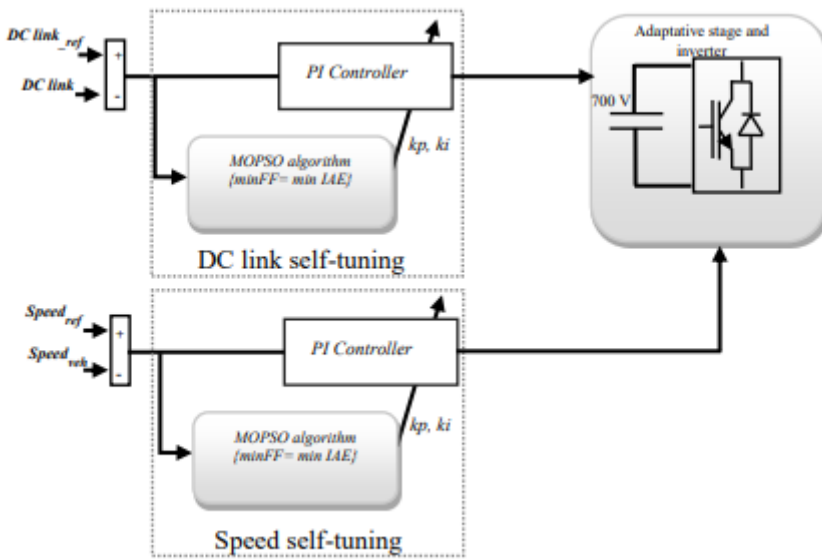 DC link_ref
+
DC link
-
PI Controller
kp, ki
MOPSO algorithm
{minFF= min IAE}
DC link self-tuning
Adaptative stage and
inverter
700 V
Speed_ref
+
Speed_veh
-
PI Controller
kp, ki
MOPSO algorithm
{minFF= min IAE}
Speed self-tuning